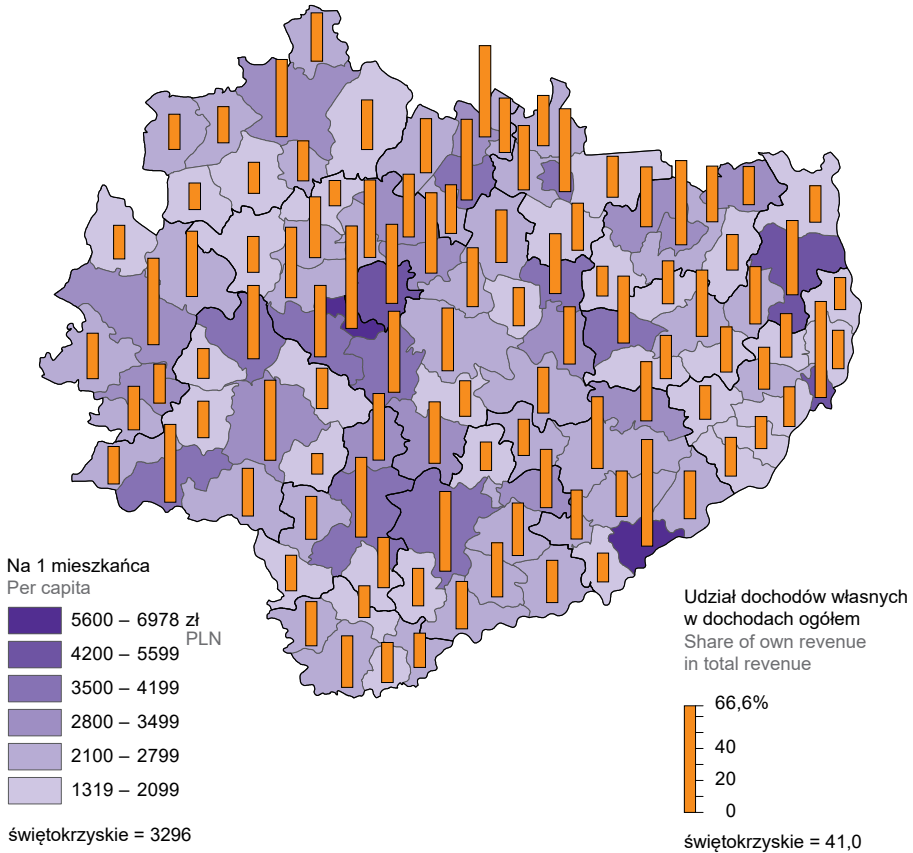 Na 1 mieszkańca
Per capita
5600 – 6978 zł
PLN
4200 – 5599
3500 – 4199
2800 – 3499
2100 – 2799
1319 – 2099
świętokrzyskie = 3296
Udział dochodów własnych
w dochodach ogółem
Share of own revenue
in total revenue
66,6%
40
20
0
świętokrzyskie = 41,0